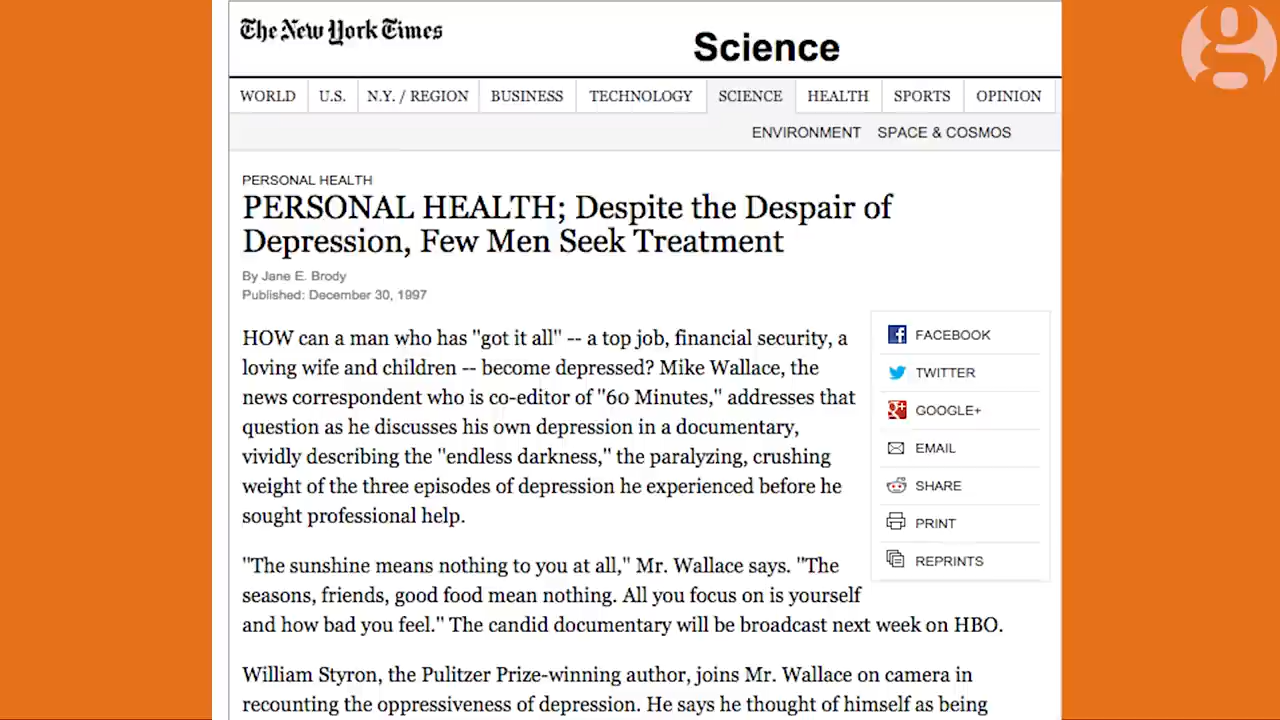 The New York Times
Science
WORLD U.S. N.Y. / REGION BUSINESS TECHNOLOGY SCIENCE HEALTH SPORTS OPINION
ENVIRONMENT SPACE & COSMOS
PERSONAL HEALTH
PERSONAL HEALTH; Despite the Despair of
Depression, Few Men Seek Treatment
By Jane E. Brody
Published: December 30, 1997
HOW can a man who has "got it all" -- a top job, financial security, a
loving wife and children -- become depressed? Mike Wallace, the
news correspondent who is co-editor of "60 Minutes," addresses that
question as he discusses his own depression in a documentary,
vividly describing the "endless darkness," the paralyzing, crushing
weight of the three episodes of depression he experienced before he
sought professional help.
"The sunshine means nothing to you at all," Mr. Wallace says. "The
seasons, friends, good food mean nothing. All you focus on is yourself
and how bad you feel." The candid documentary will be broadcast next week on HBO.
William Styron, the Pulitzer Prize-winning author, joins Mr. Wallace on camera in
recounting the oppressiveness of depression. He says he thought of himself as being
FACEBOOK
TWITTER
GOOGLE+
EMAIL
SHARE
PRINT
REPRINTS
g